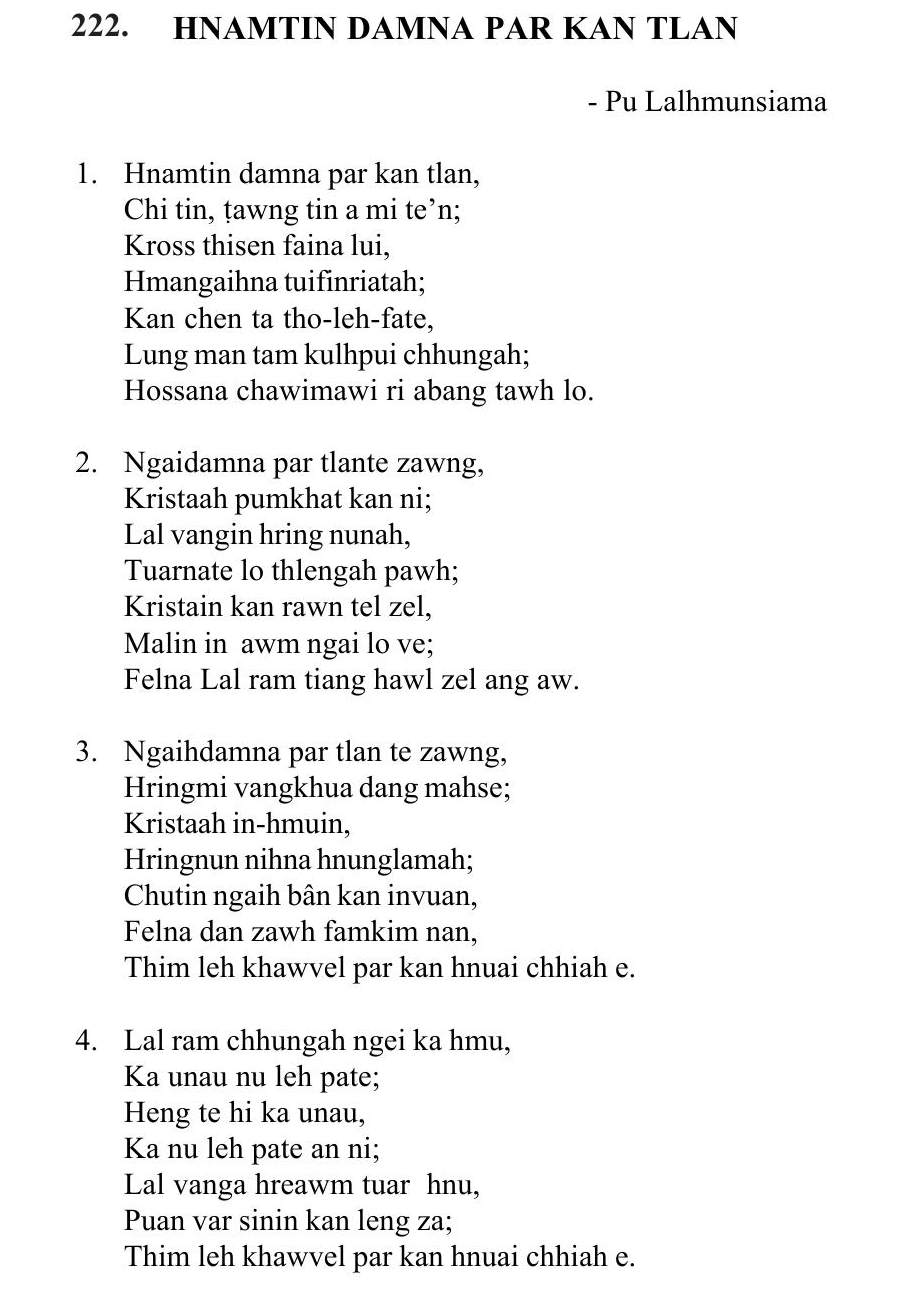 222. HNAMTIN DAMNA PAR KAN TLAN
- Pu Lalhmunsiama
1. Hnamtin damna par kan tlan,
Chi tin, ṭawng tin a mi te’n;
Kross thisen faina lui,
Hmangaihna tuifinriatah;
Kan chen ta tho-leh-fate,
Lung man tam kulhpui chhungah;
Hossana chawimawi ri abang tawh lo.
2. Ngaidamna par tlante zawng,
Kristaah pumkhat kan ni;
Lal vangin hring nunah,
Tuarnate lo thlengah pawh;
Kristain kan rawn tel zel,
Malin in awm ngai lo ve;
Felna Lal ram tiang hawl zel ang aw.
3. Ngaihdamna par tlan te zawng,
Hringmi vangkhua dang mahse;
Kristaah in-hmuin,
Hringnun nihna hnunglamah;
Chutin ngaih bân kan invuan,
Felna dan zawh famkim nan,
Thim leh khawvel par kan hnuai chhiah e.
4. Lal ram chhungah ngei ka hmu,
Ka unau nu leh pate;
Heng te hi ka unau,
Ka nu leh pate an ni;
Lal vanga hreawm tuar hnu,
Puan var sinin kan leng za;
Thim leh khawvel par kan hnuai chhiah e.